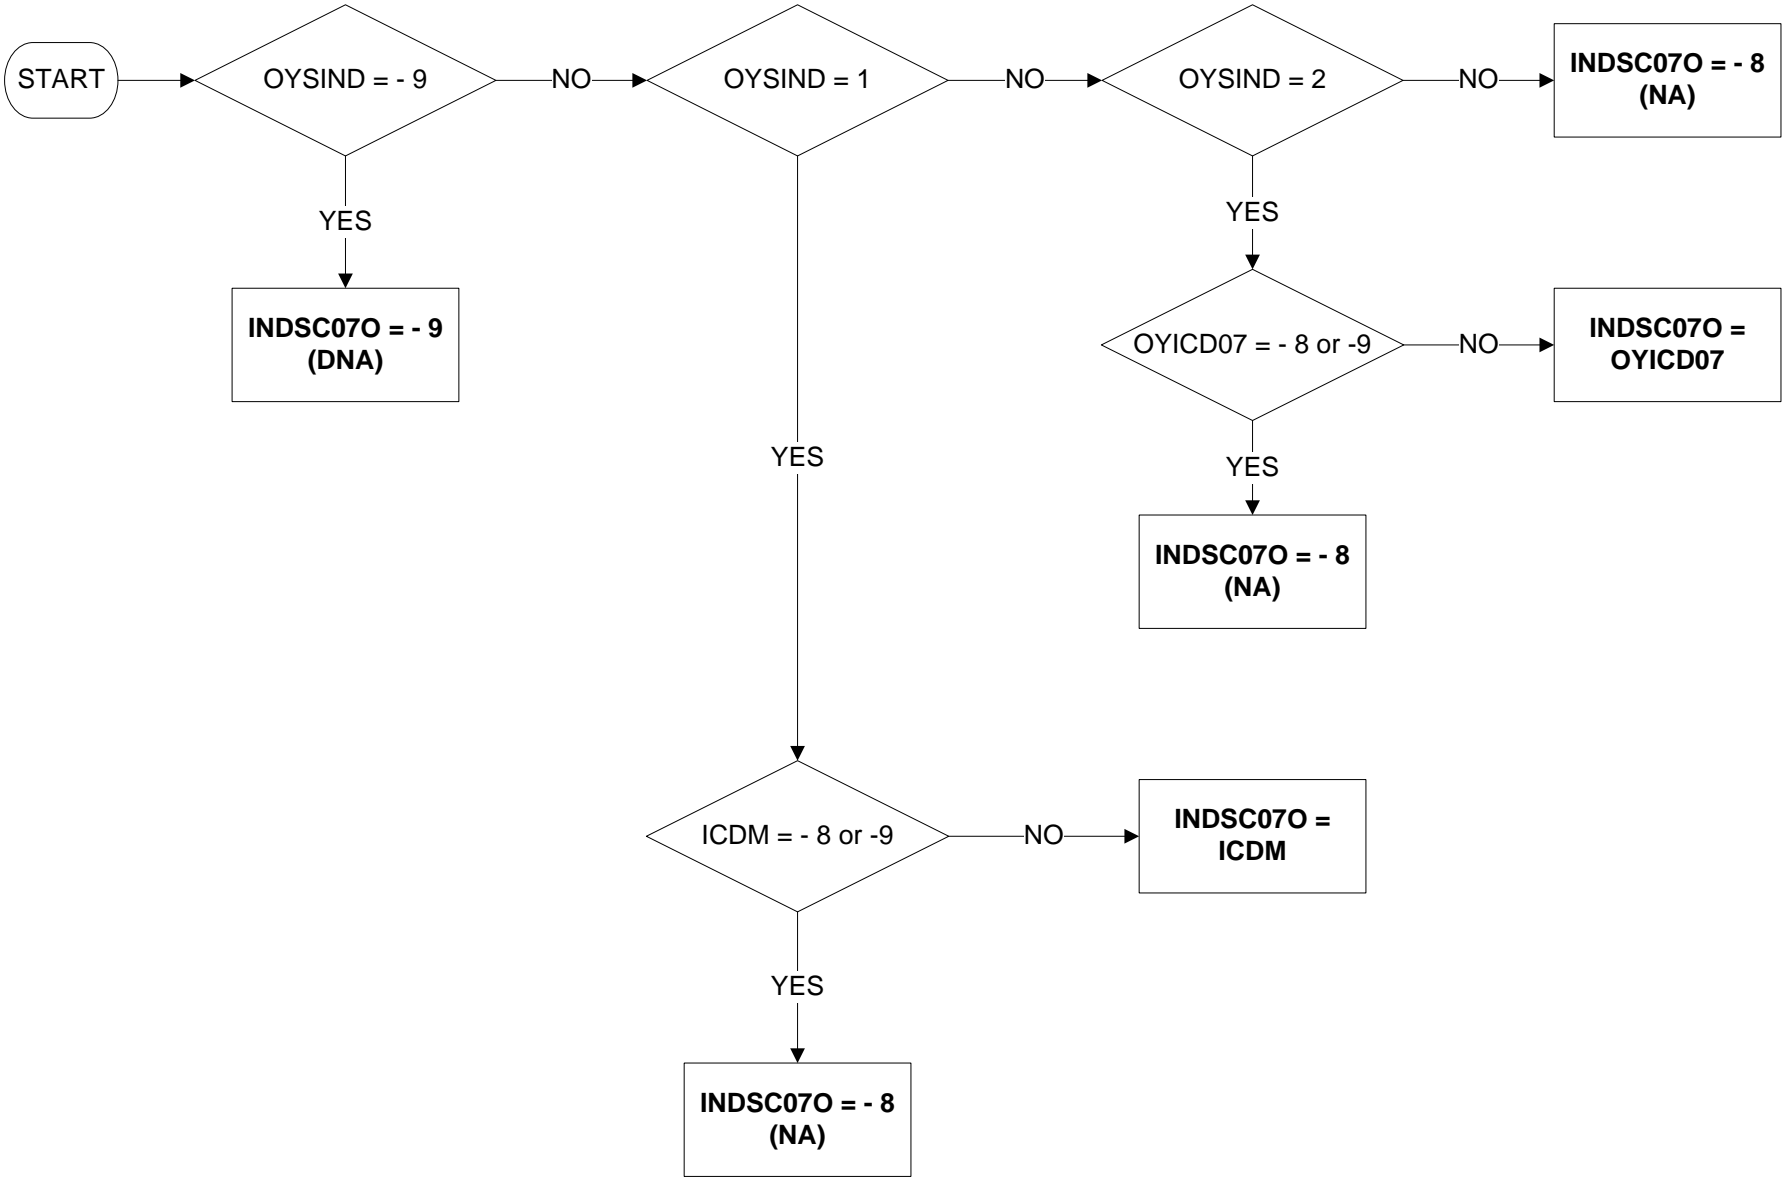 START
OYSIND = - 9
NO
OYSIND = 1
NO
OYSIND = 2
NO
INDSC07O = - 8
(NA)
YES
YES
INDSC07O = - 9
(DNA)
OYICD07 = - 8 or -9
NO
INDSC07O =
OYICD07
YES
YES
INDSC07O = - 8
(NA)
ICDM = - 8 or -9
NO
INDSC07O =
ICDM
YES
INDSC07O = - 8
(NA)